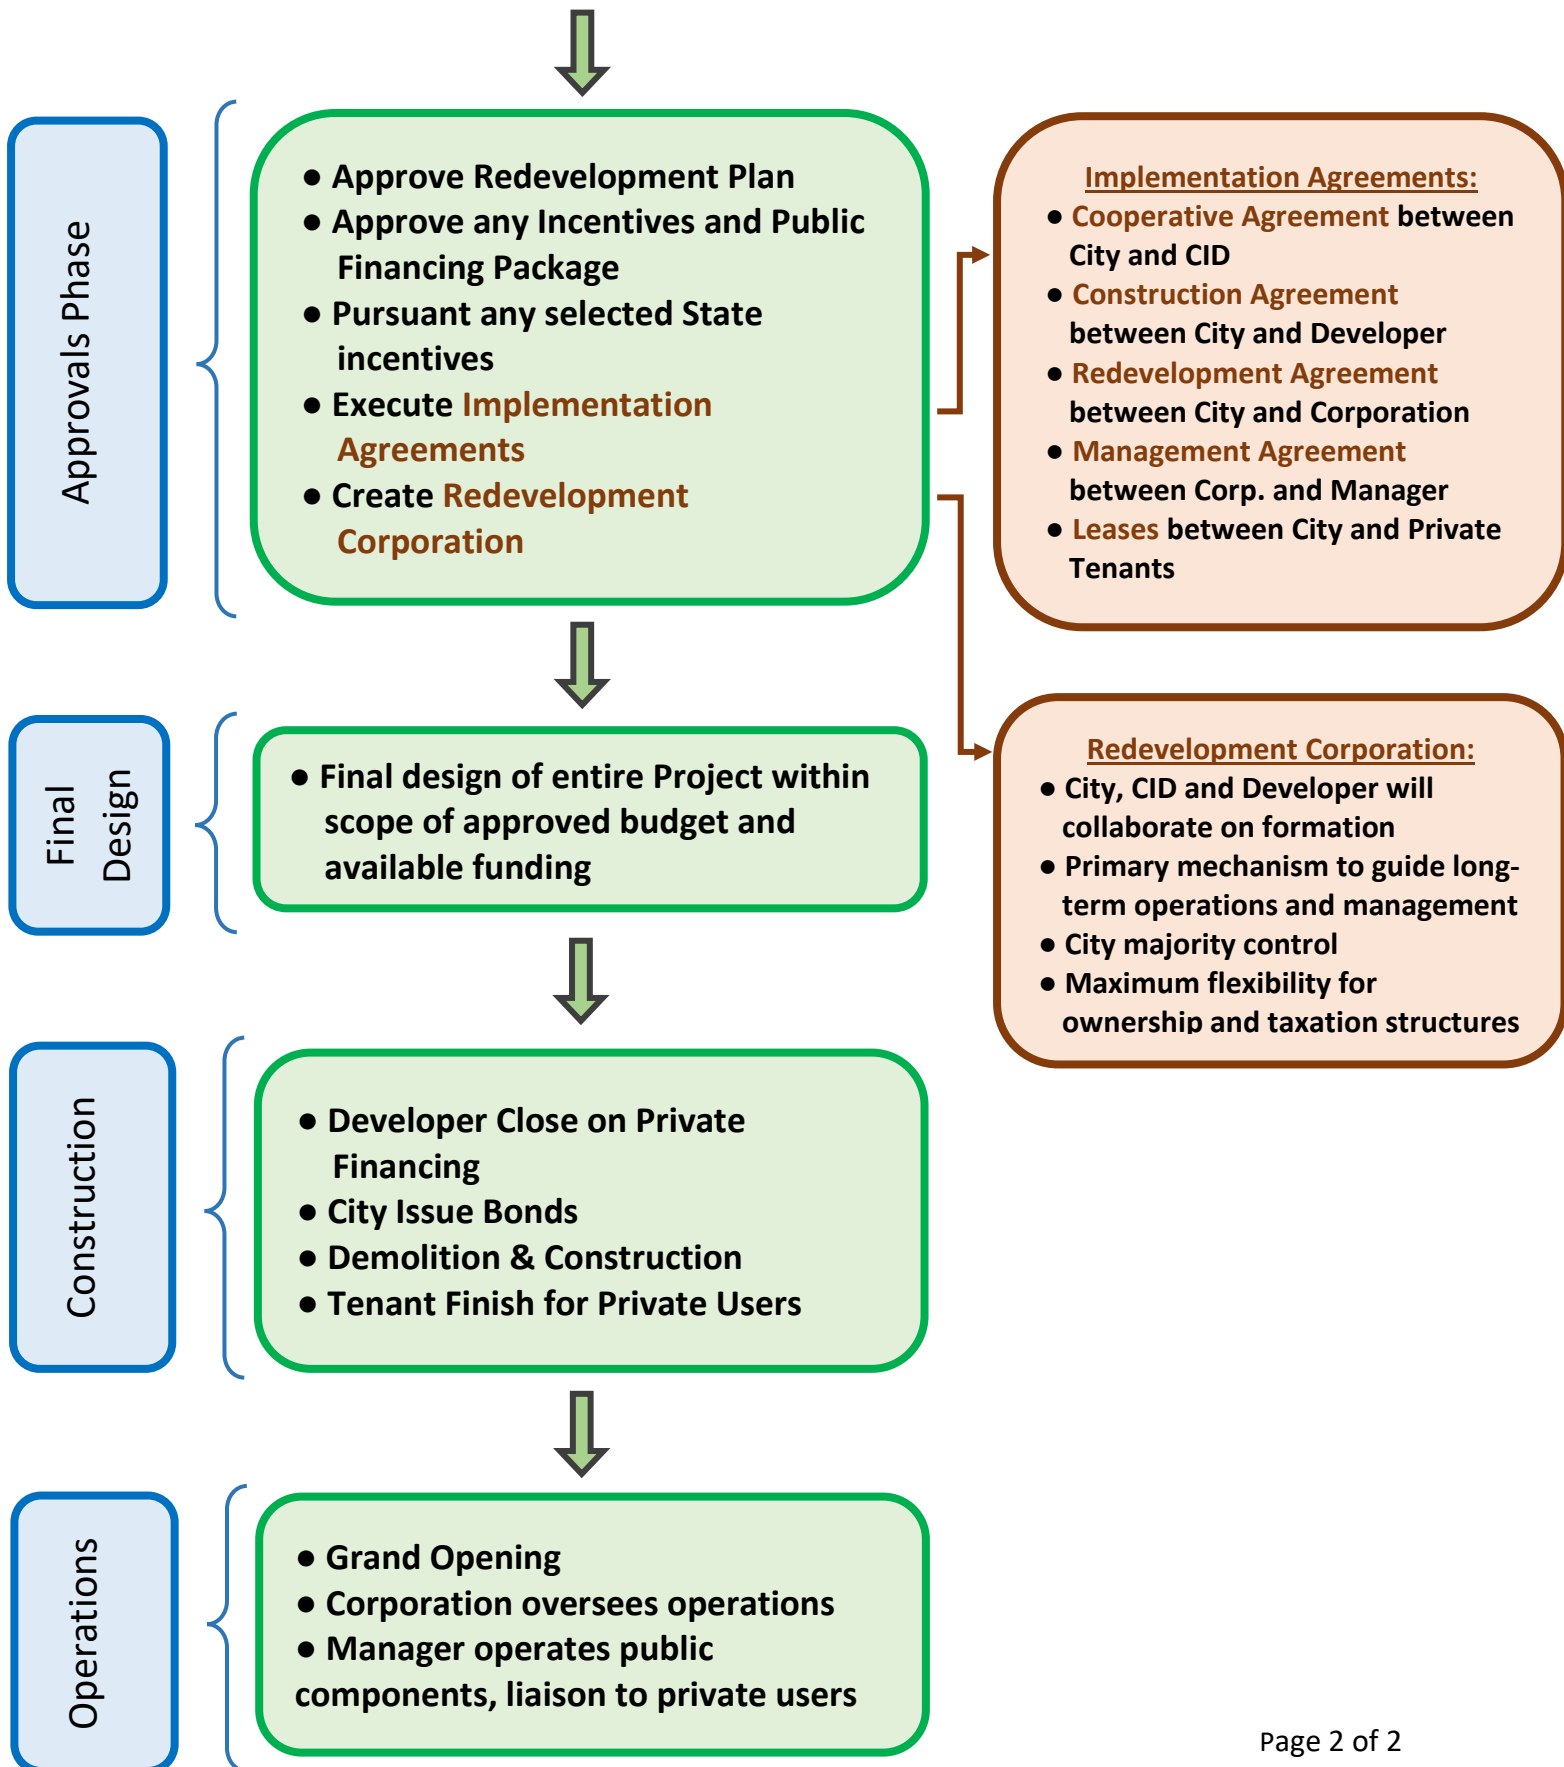 Approvals Phase
● Approve Redevelopment Plan
● Approve any Incentives and Public
Financing Package
● Pursuant any selected State
incentives
● Execute Implementation
Agreements
● Create Redevelopment
Corporation
Implementation Agreements:
● Cooperative Agreement between
City and CID
● Construction Agreement
between City and Developer
● Redevelopment Agreement
between City and Corporation
● Management Agreement
between Corp. and Manager
● Leases between City and Private
Tenants
Final
Design
● Final design of entire Project within
scope of approved budget and
available funding
Redevelopment Corporation:
● City, CID and Developer will
collaborate on formation
● Primary mechanism to guide long-
term operations and management
● City majority control
● Maximum flexibility for
ownership and taxation structures
Construction
● Developer Close on Private
Financing
● City Issue Bonds
● Demolition & Construction
● Tenant Finish for Private Users
Operations
● Grand Opening
● Corporation oversees operations
● Manager operates public
components, liaison to private users
Page 2 of 2